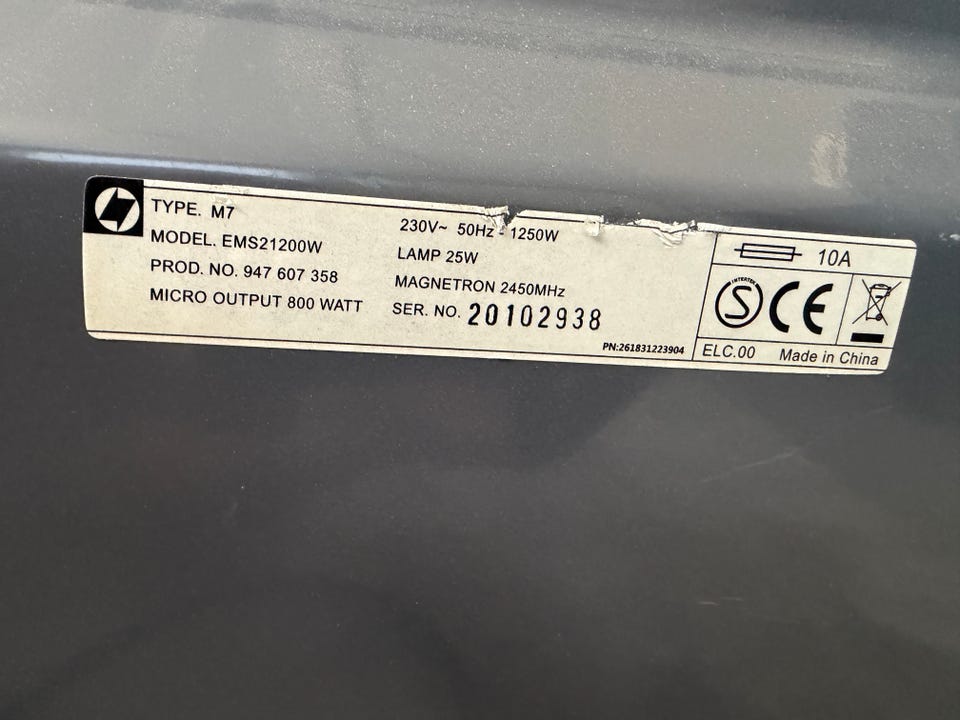 TYPE. M7
MODEL. EMS21200W
PROD. NO. 947 607 358
MICRO OUTPUT 800 WATT
230V~ 50Hz - 1250W
LAMP 25W
MAGNETRON 2450MHz
SER. NO. 20102938
PN:261831223904
10A
INTERTEK
S CE
ELC.00 Made in China